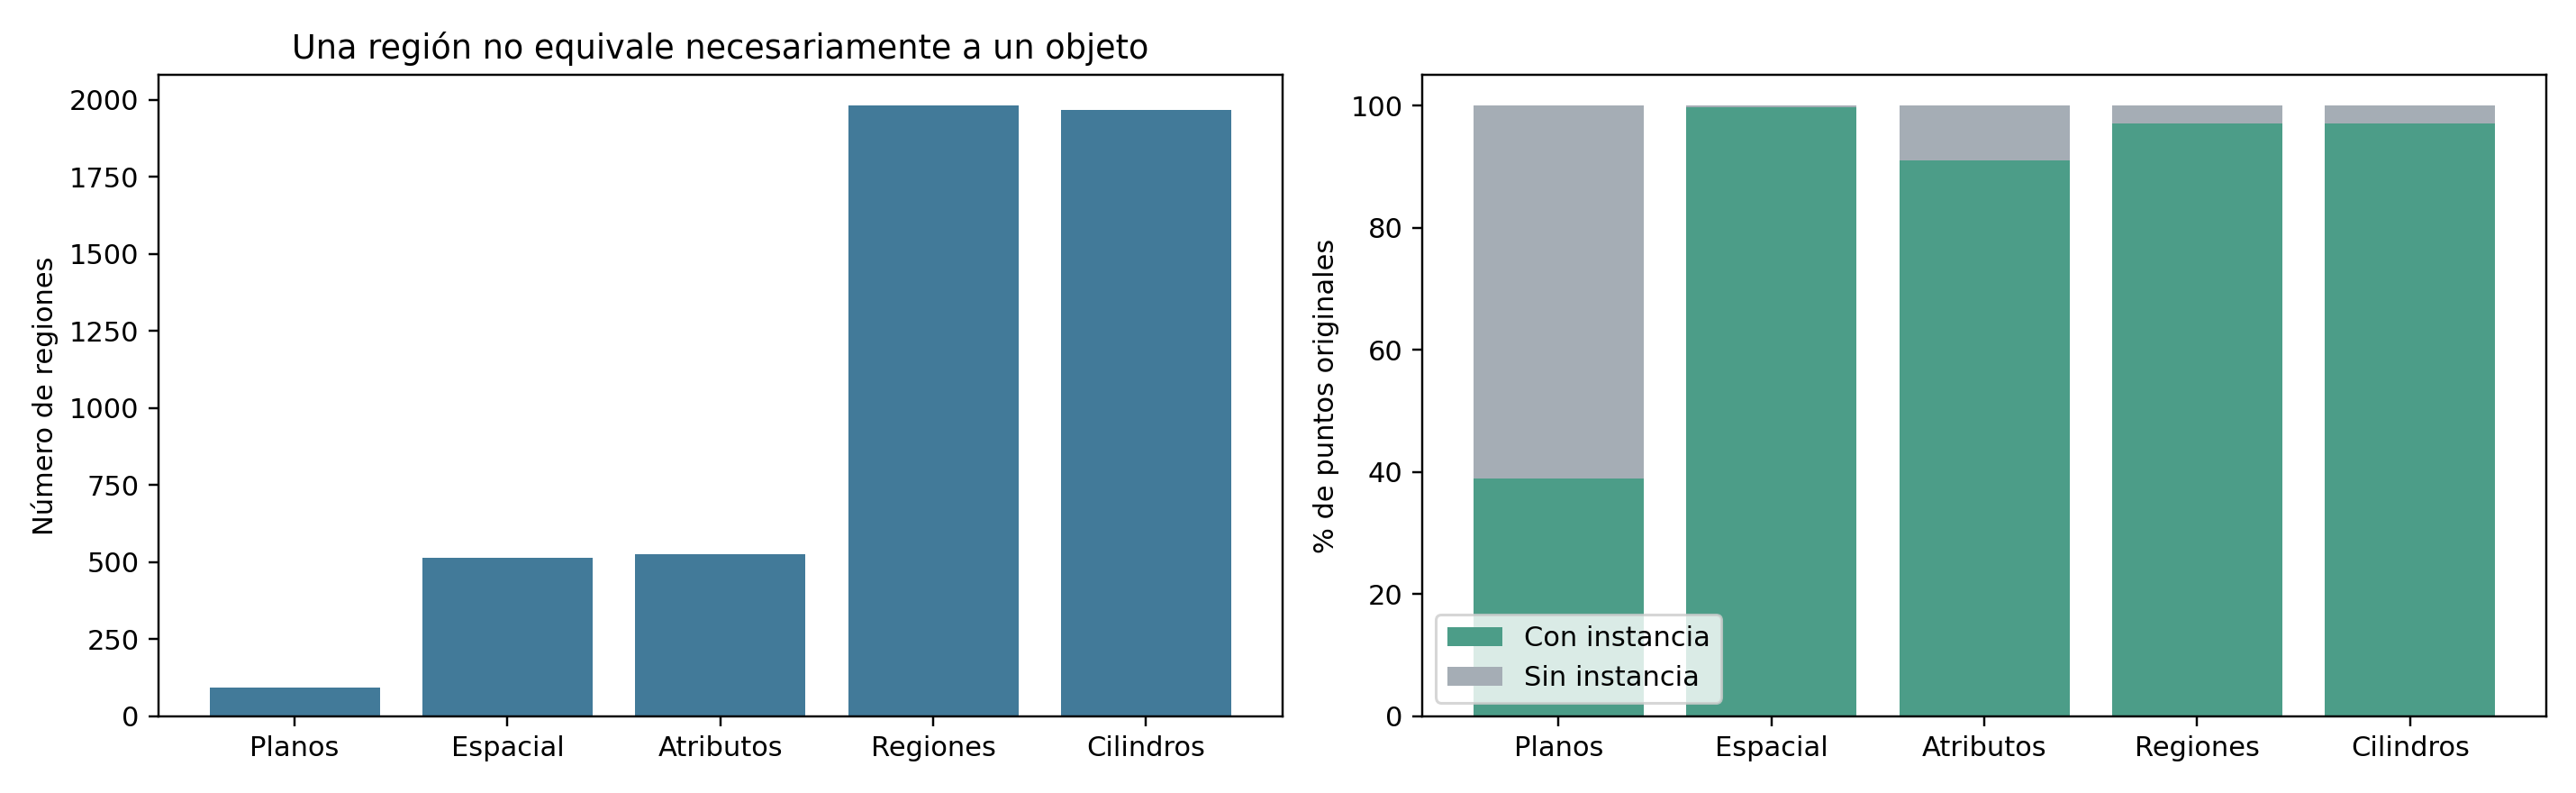 Una región no equivale necesariamente a un objeto
Número de regiones
2000
1750
1500
1250
1000
750
500
250
0
Planos
Espacial
Atributos
Regiones
Cilindros
% de puntos originales
100
80
60
40
20
0
Con instancia
Sin instancia
Planos
Espacial
Atributos
Regiones
Cilindros